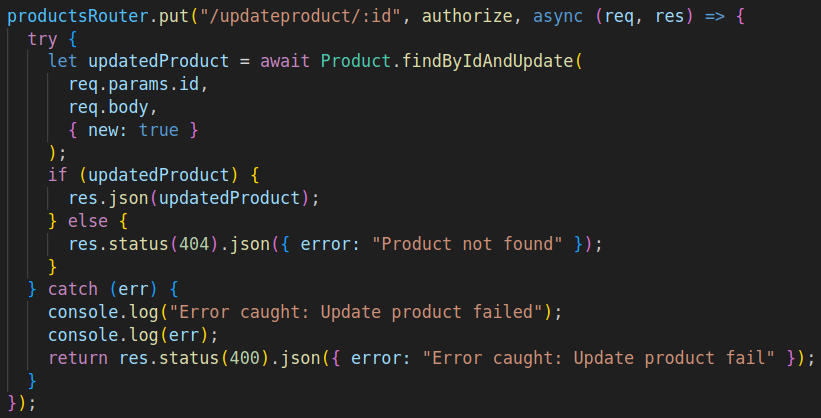 productsRouter.put("/updateproduct/:id", authorize, async (req, res) => {
  try {
    let updatedProduct = await Product.findByIdAndUpdate(
      req.params.id,
      req.body,
      { new: true }
    );
    if (updatedProduct) {
      res.json(updatedProduct);
    } else {
      res.status(404).json({ error: "Product not found" });
    }
  } catch (err) {
    console.log("Error caught: Update product failed");
    console.log(err);
    return res.status(400).json({ error: "Error caught: Update product fail" });
  }
});